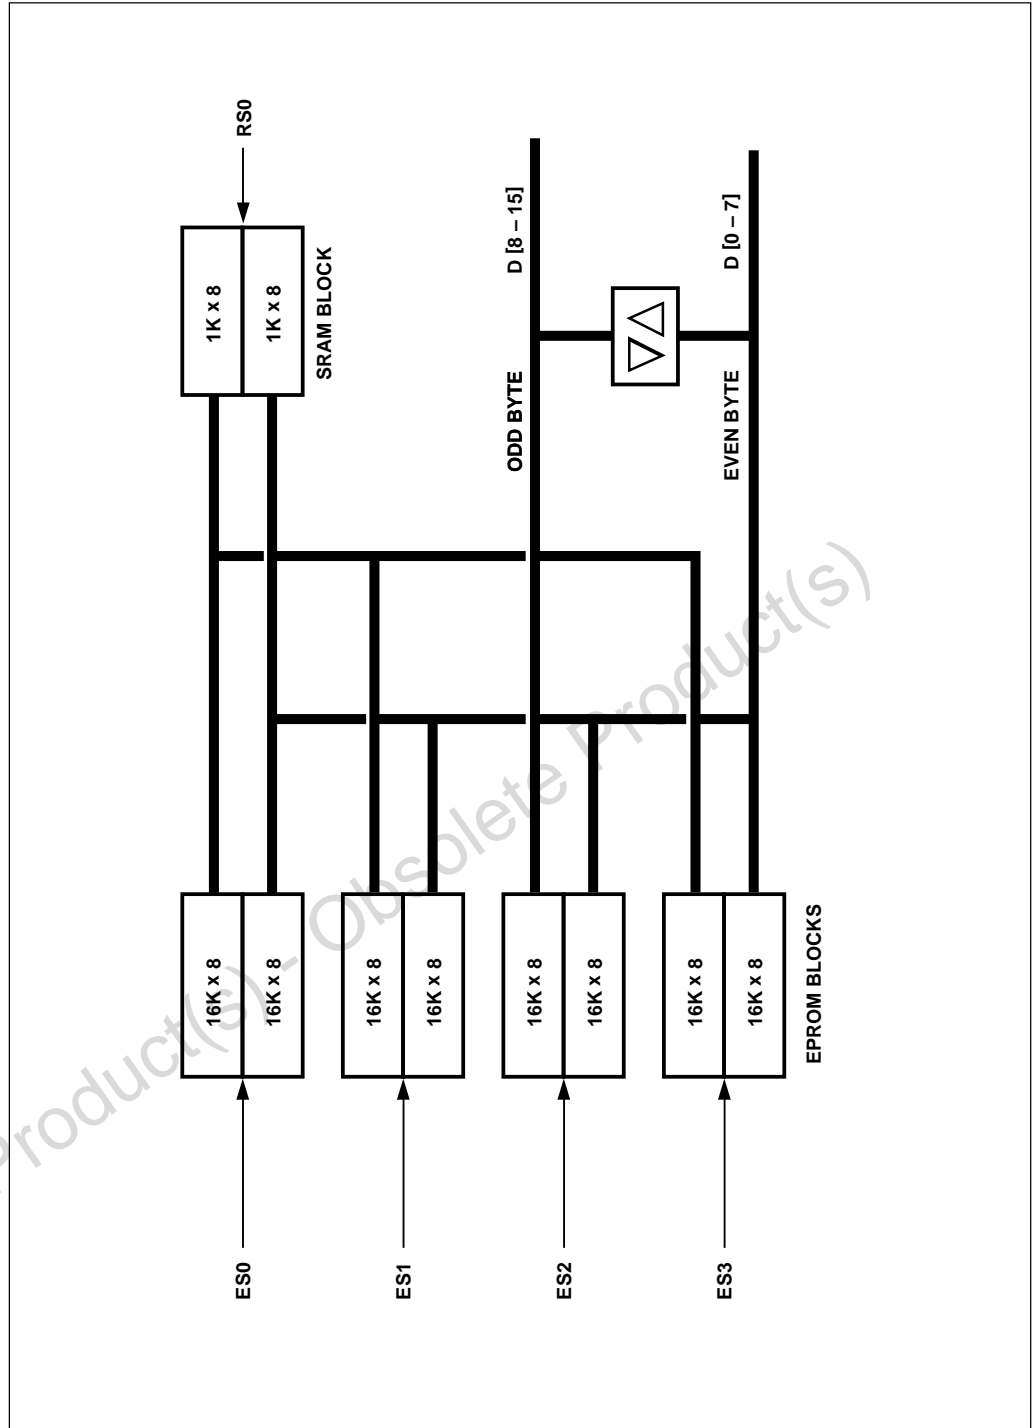 RS0
1K x 8
1K x 8
SRAM BLOCK
D [8 – 15]
D [0 – 7]
ODD BYTE
EVEN BYTE
16K x 8
16K x 8
16K x 8
16K x 8
16K x 8
16K x 8
16K x 8
16K x 8
EPROM BLOCKS
ES0
ES1
ES2
ES3
Product(s) - Obsolete Product(s)